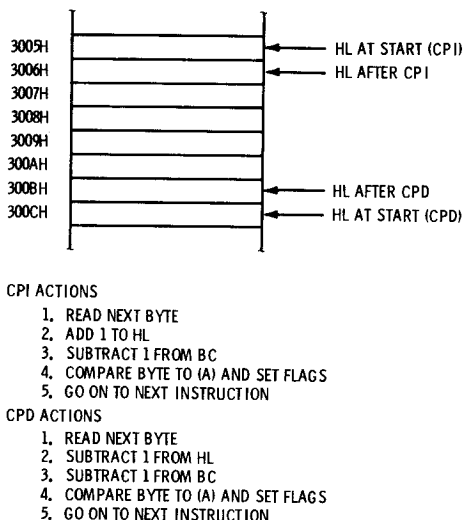 3005H HL AT START (CPI)
3006H HL AFTER CPI
3007H
3008H
3009H
300AH
300BH HL AFTER CPD
300CH HL AT START (CPD)
CPI ACTIONS
1. READ NEXT BYTE
2. ADD 1 TO HL
3. SUBTRACT 1 FROM BC
4. COMPARE BYTE TO (A) AND SET FLAGS
5. GO ON TO NEXT INSTRUCTION
CPD ACTIONS
1. READ NEXT BYTE
2. SUBTRACT 1 FROM HL
3. SUBTRACT 1 FROM BC
4. COMPARE BYTE TO (A) AND SET FLAGS
5. GO ON TO NEXT INSTRUCTION